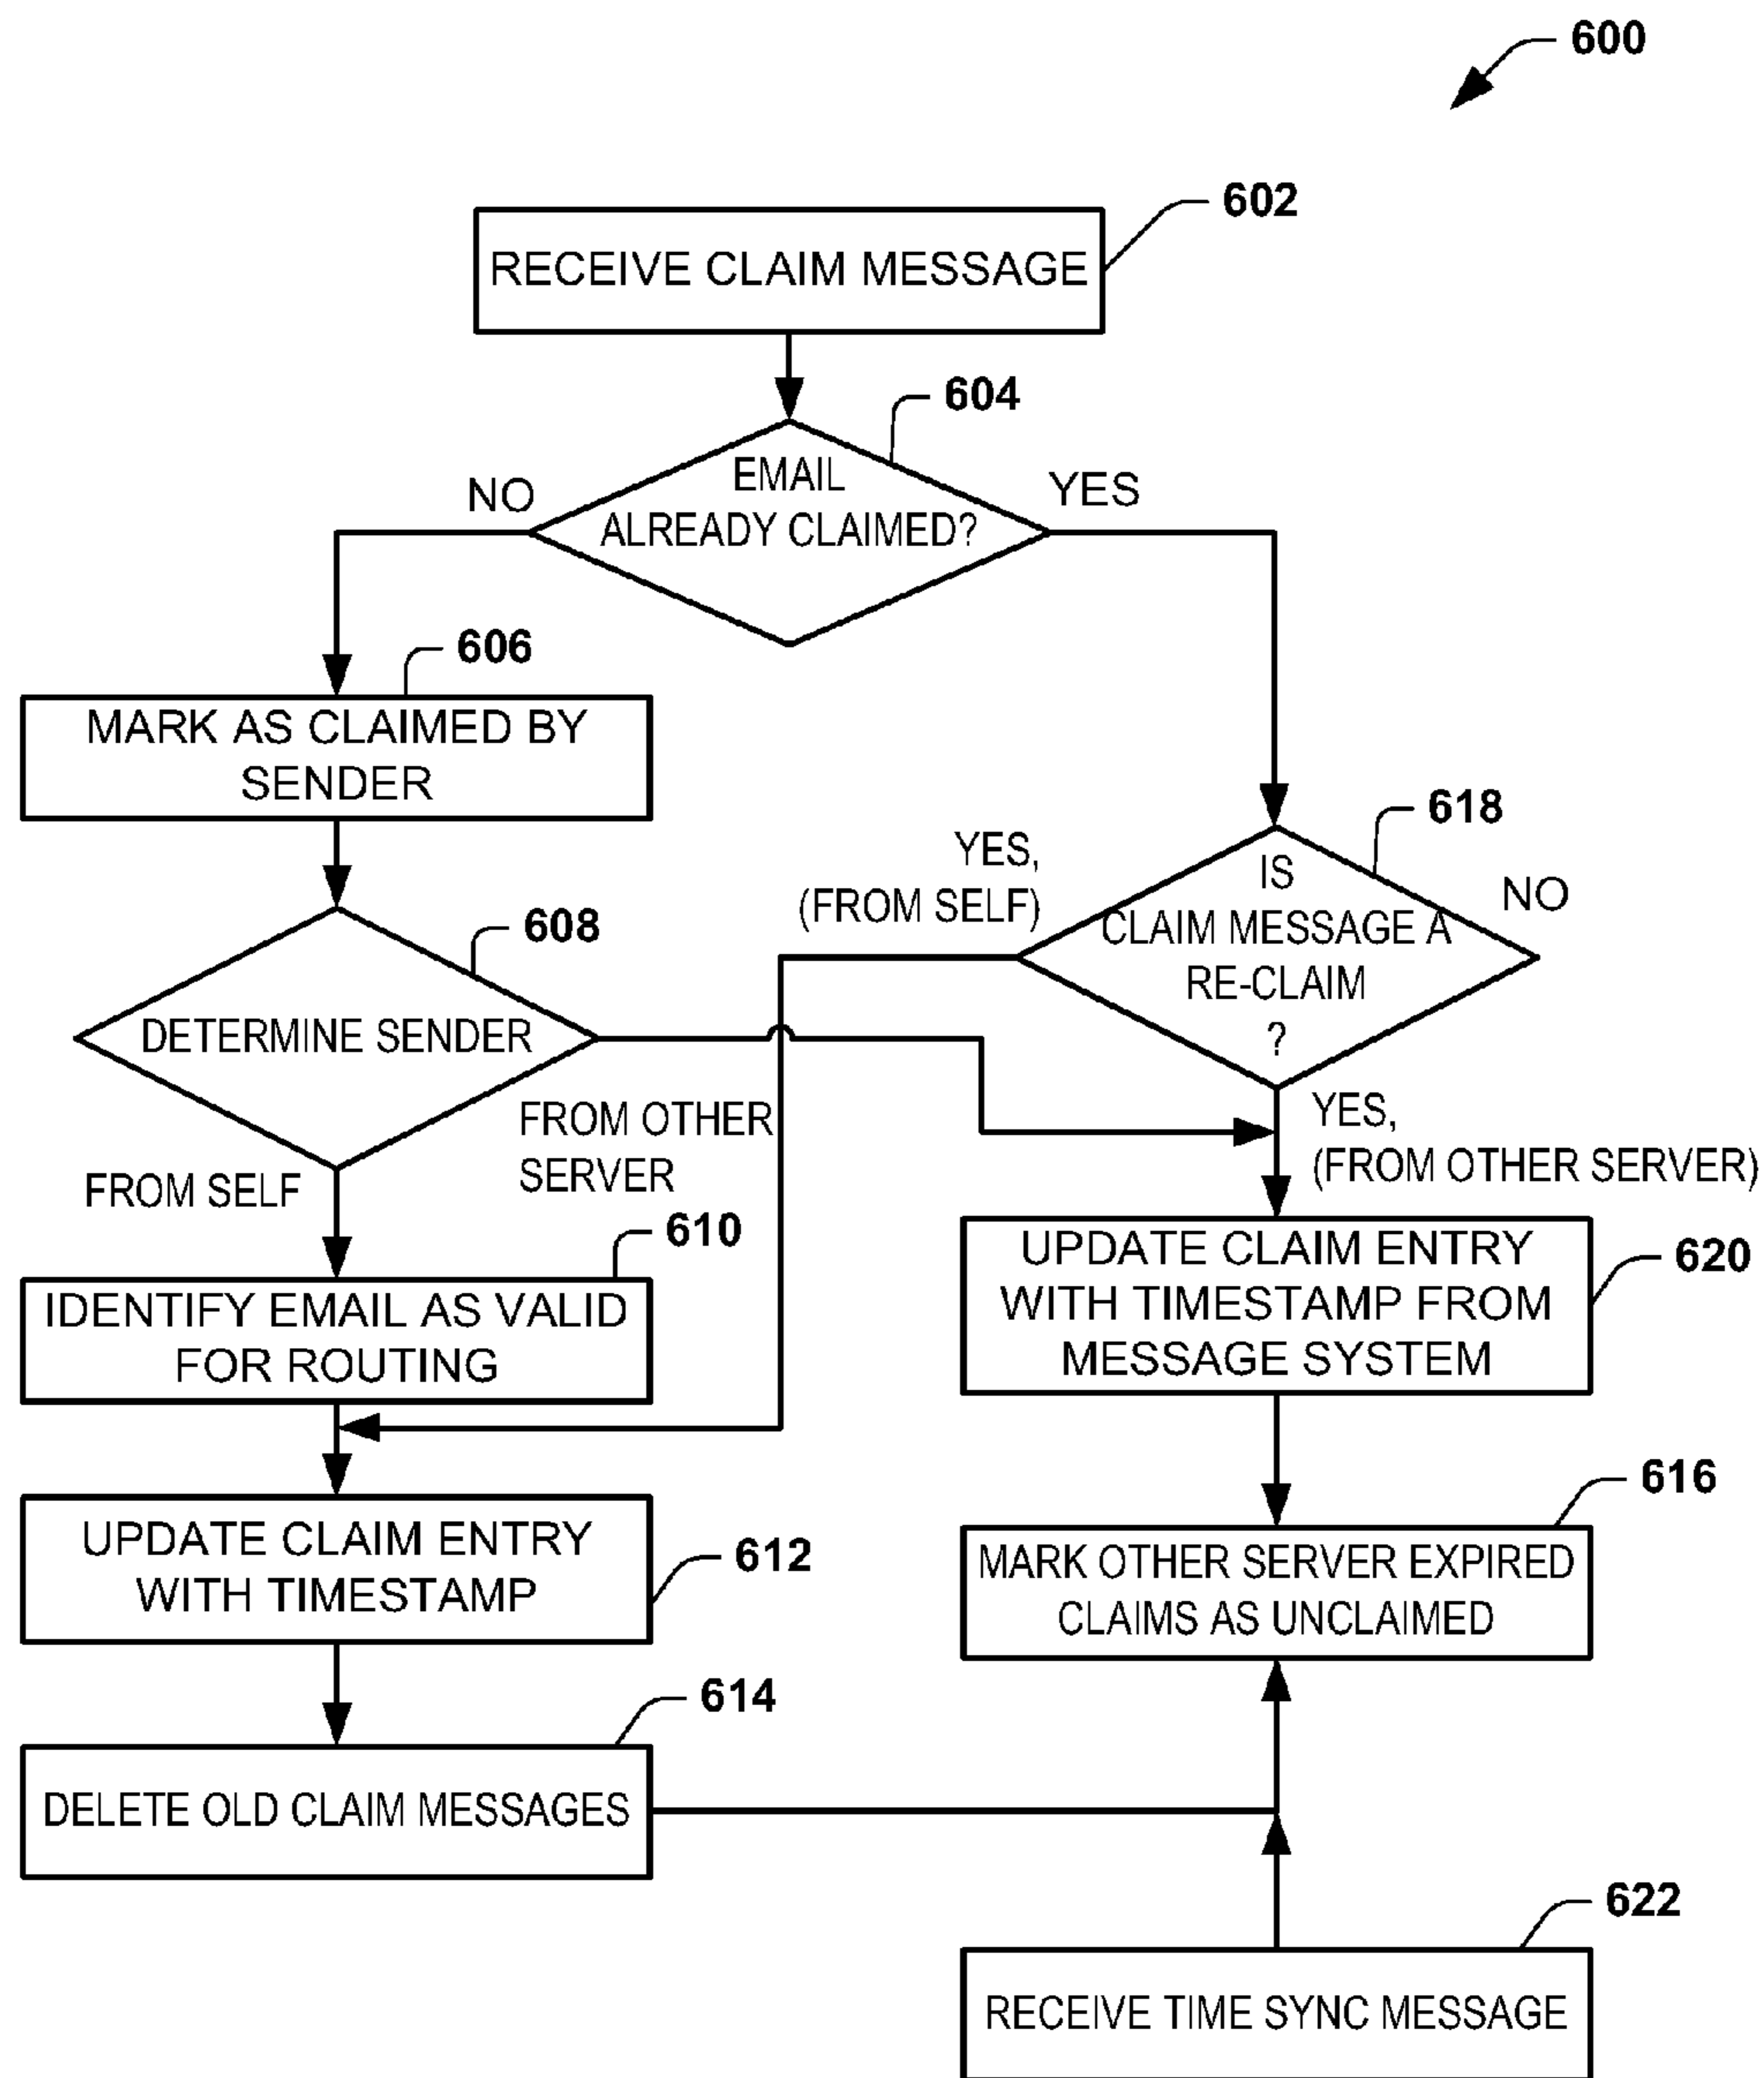 600
602
RECEIVE CLAIM MESSAGE
604
EMAIL
ALREADY CLAIMED?
NO
YES
606
MARK AS CLAIMED BY
SENDER
618
YES,
(FROM SELF)
IS
CLAIM MESSAGE A
RE-CLAIM
?
NO
608
DETERMINE SENDER
FROM OTHER
SERVER
FROM SELF
YES,
(FROM OTHER SERVER)
610
IDENTIFY EMAIL AS VALID
FOR ROUTING
620
UPDATE CLAIM ENTRY
WITH TIMESTAMP FROM
MESSAGE SYSTEM
612
UPDATE CLAIM ENTRY
WITH TIMESTAMP
616
MARK OTHER SERVER EXPIRED
CLAIMS AS UNCLAIMED
614
DELETE OLD CLAIM MESSAGES
622
RECEIVE TIME SYNC MESSAGE